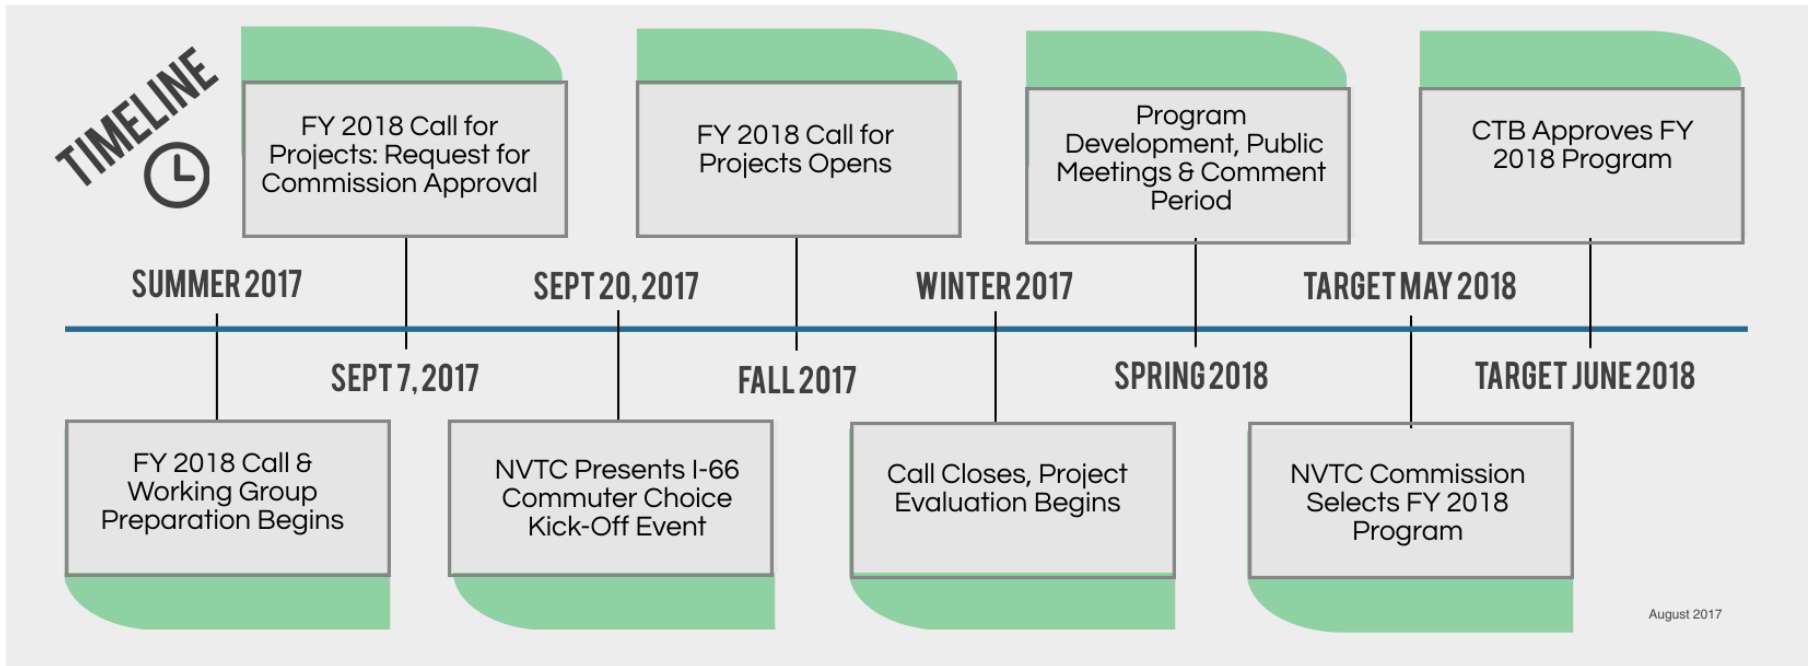 TIMELINE
FY 2018 Call for
Projects: Request for
Commission Approval
FY 2018 Call for
Projects Opens
Program
Development, Public
Meetings & Comment
Period
CTB Approves FY
2018 Program
SUMMER 2017
SEPT 20, 2017
WINTER 2017
TARGET MAY 2018
SEPT 7, 2017
FALL 2017
SPRING 2018
TARGET JUNE 2018
FY 2018 Call &
Working Group
Preparation Begins
NVTC Presents I-66
Commuter Choice
Kick-Off Event
Call Closes, Project
Evaluation Begins
NVTC Commission
Selects FY 2018
Program
August 2017